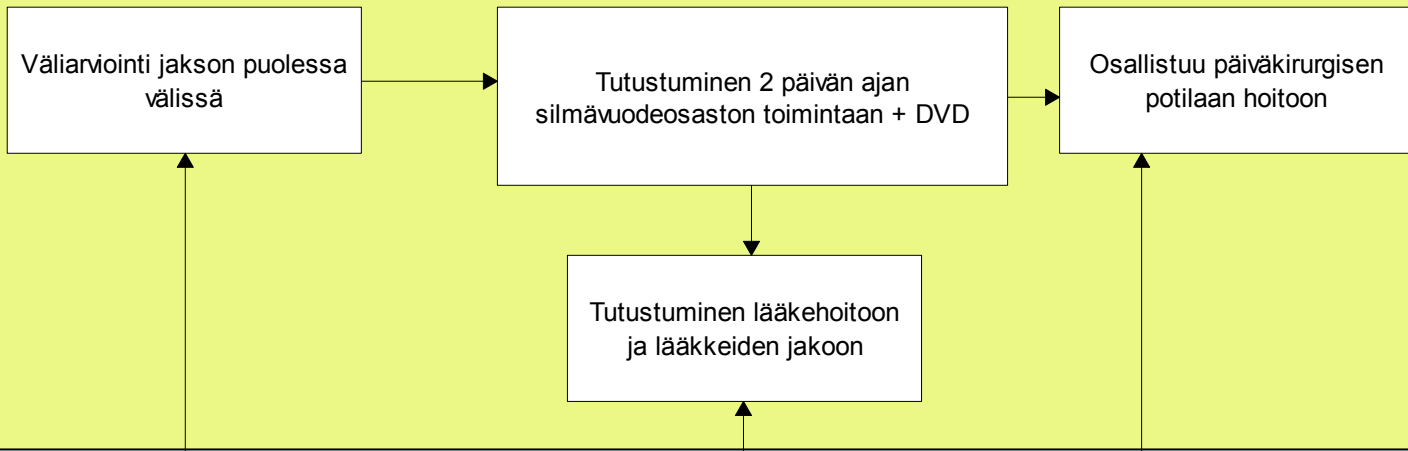 Väliarviointi jakson puolessa
välissä
Tutustuminen 2 päivän ajan
silmävuodeosaston toimintaan + DVD
Osallistuu päiväkirurgisen
potilaan hoitoon
Tutustuminen lääkehoitoon
ja lääkkeiden jakoon